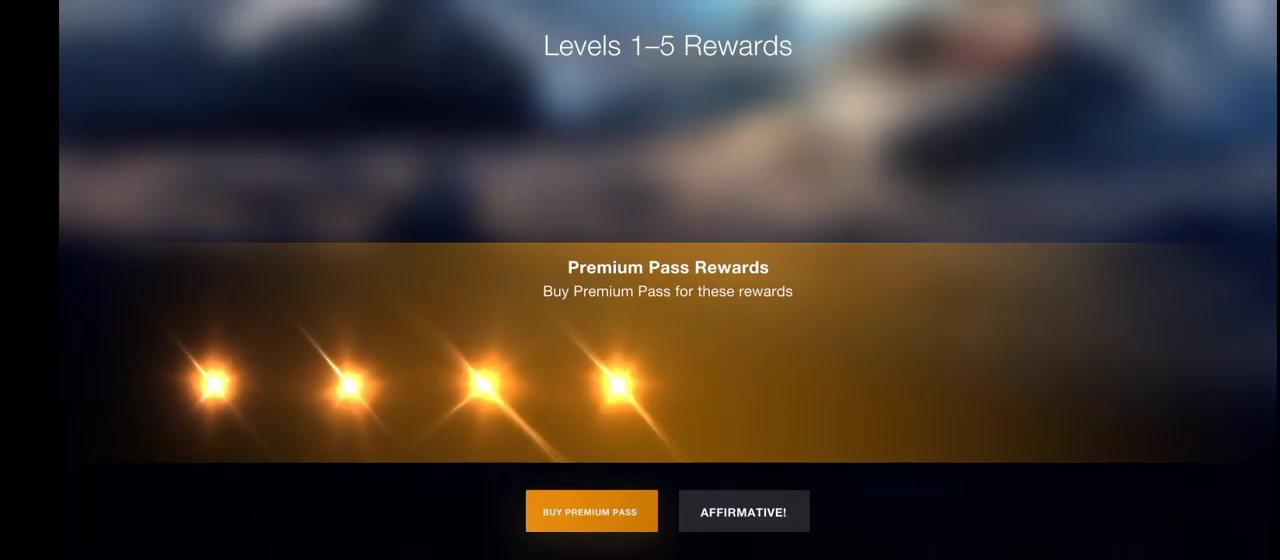 Levels 1–5 Rewards
Premium Pass Rewards
Buy Premium Pass for these rewards
BUY PREMIUM PASS
AFFIRMATIVE!